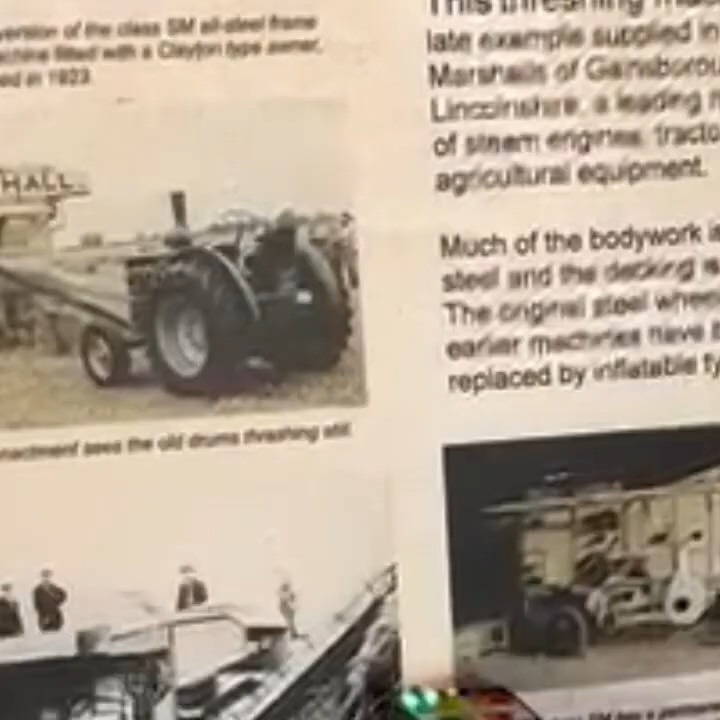 version of the class SM all-steel frame
machine fitted with a Clayton type awner,
in 1923
HALL
sees the old drums thrashing still
This threshing
late example supplied in
Marshalls of Gainsborou
Lincolnshire, a leading
of steam engines, tracto
agricultural equipment.
Much of the bodywork is
steel and the decking is
The original steel whee
earlier machines have
replaced by inflatable ty